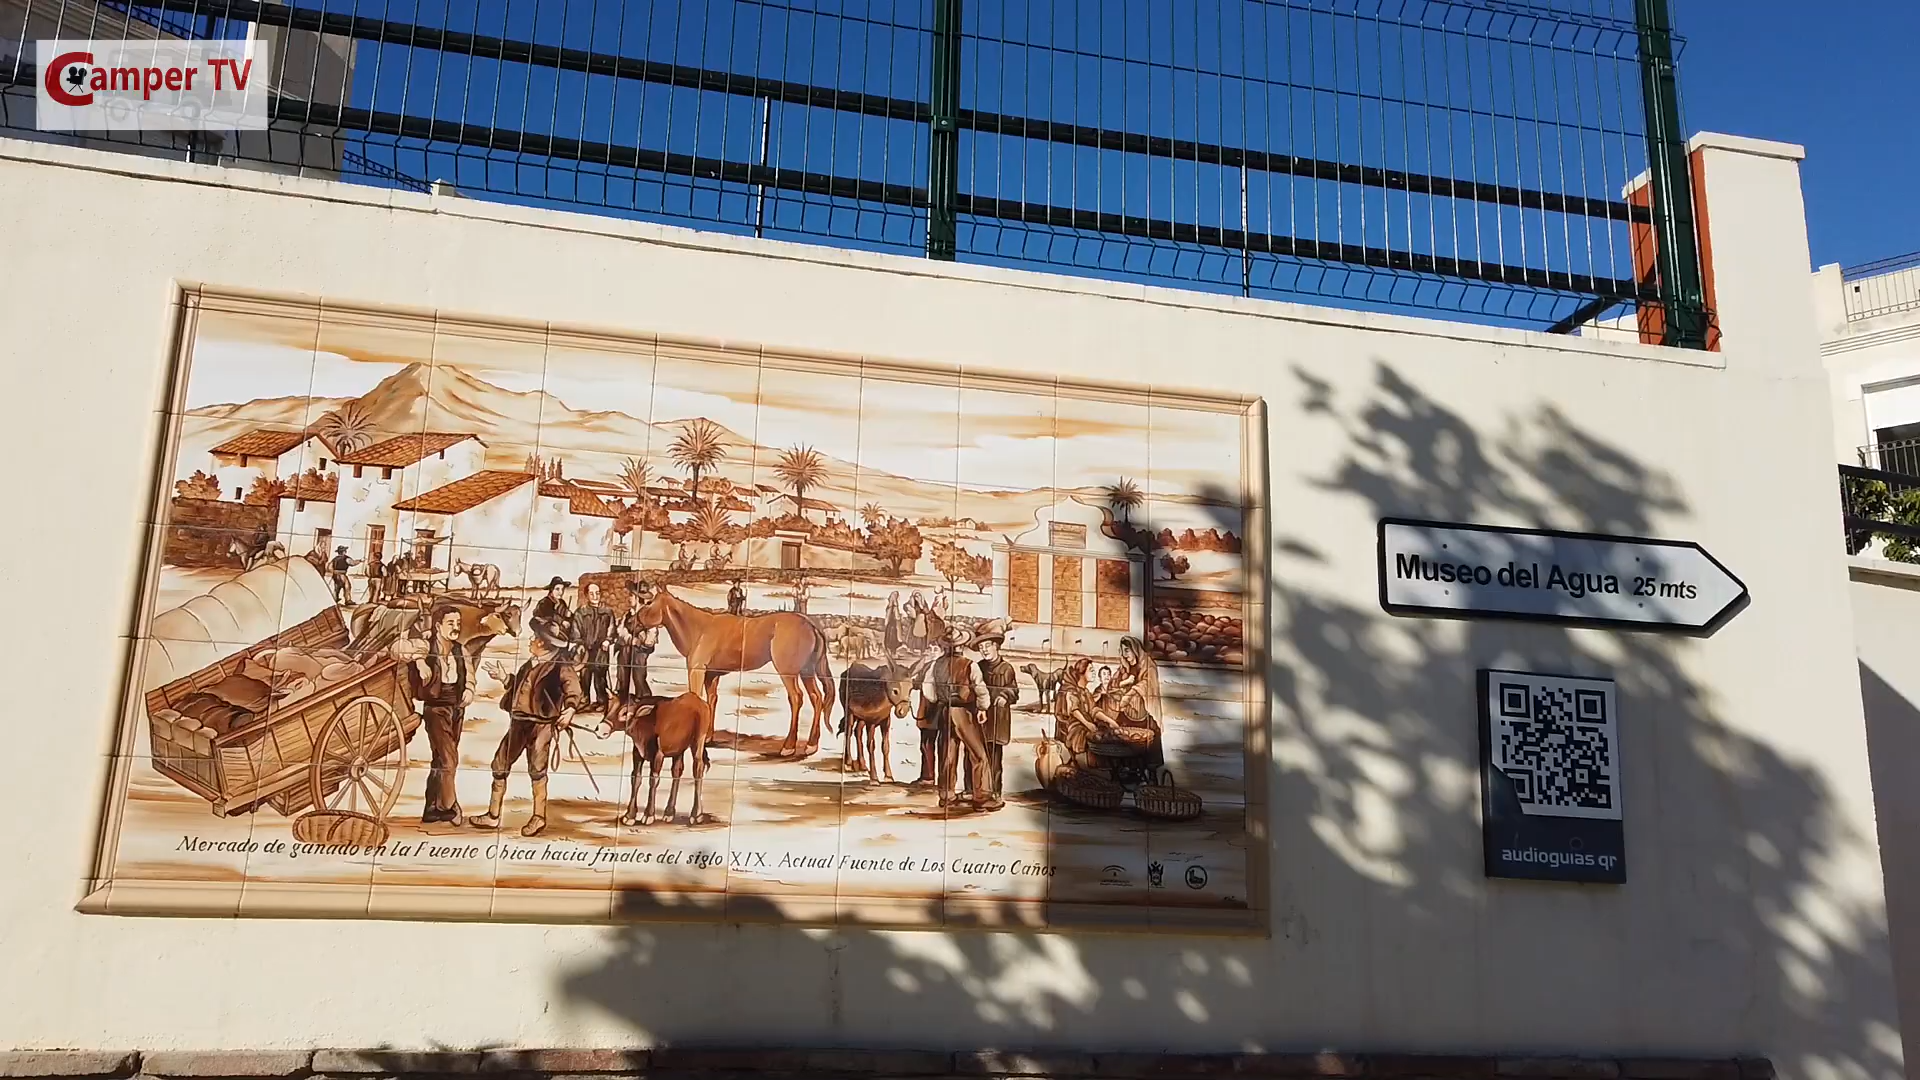 Camper TV
Museo del Agua 25 mts
audioguias qr
Mercado de ganado en la Fuente Chica hacia finales del siglo XIX. Actual Fuente de Los Cuatro Caños